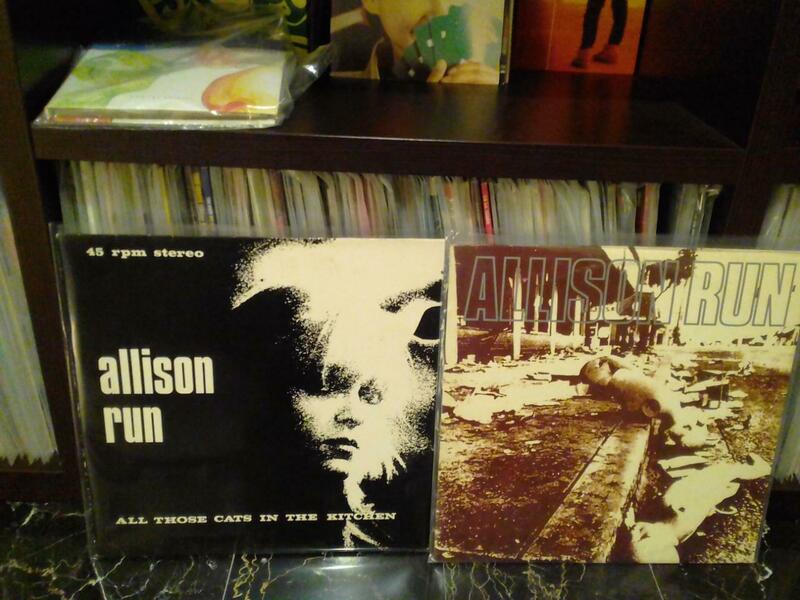 45 rpm stereo
allison
run
ALL THOSE CATS IN THE KITCHEN
ALLISON RUN